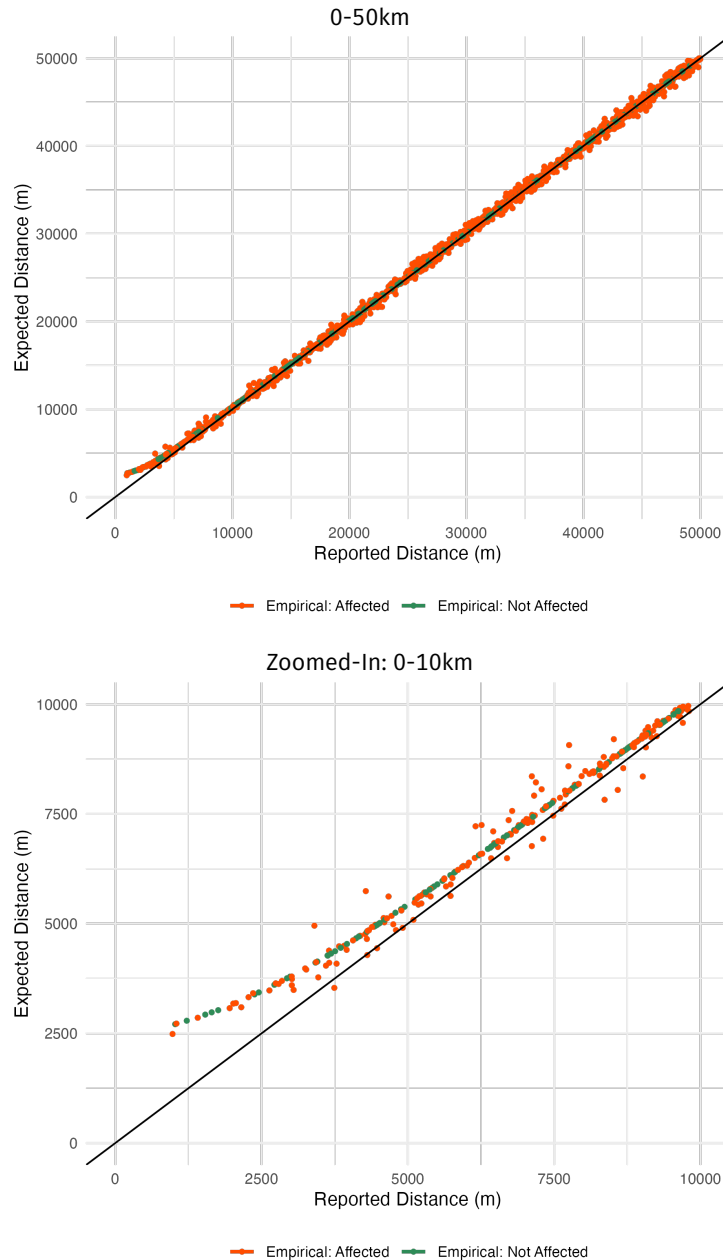 0-50km
50000
40000
30000
20000
10000
0
Expected Distance (m)
0 10000 20000 30000 40000 50000
Reported Distance (m)
Empirical: Affected Empirical: Not Affected
Zoomed-In: 0-10km
10000
7500
5000
2500
0
Expected Distance (m)
0 2500 5000 7500 10000
Reported Distance (m)
Empirical: Affected Empirical: Not Affected